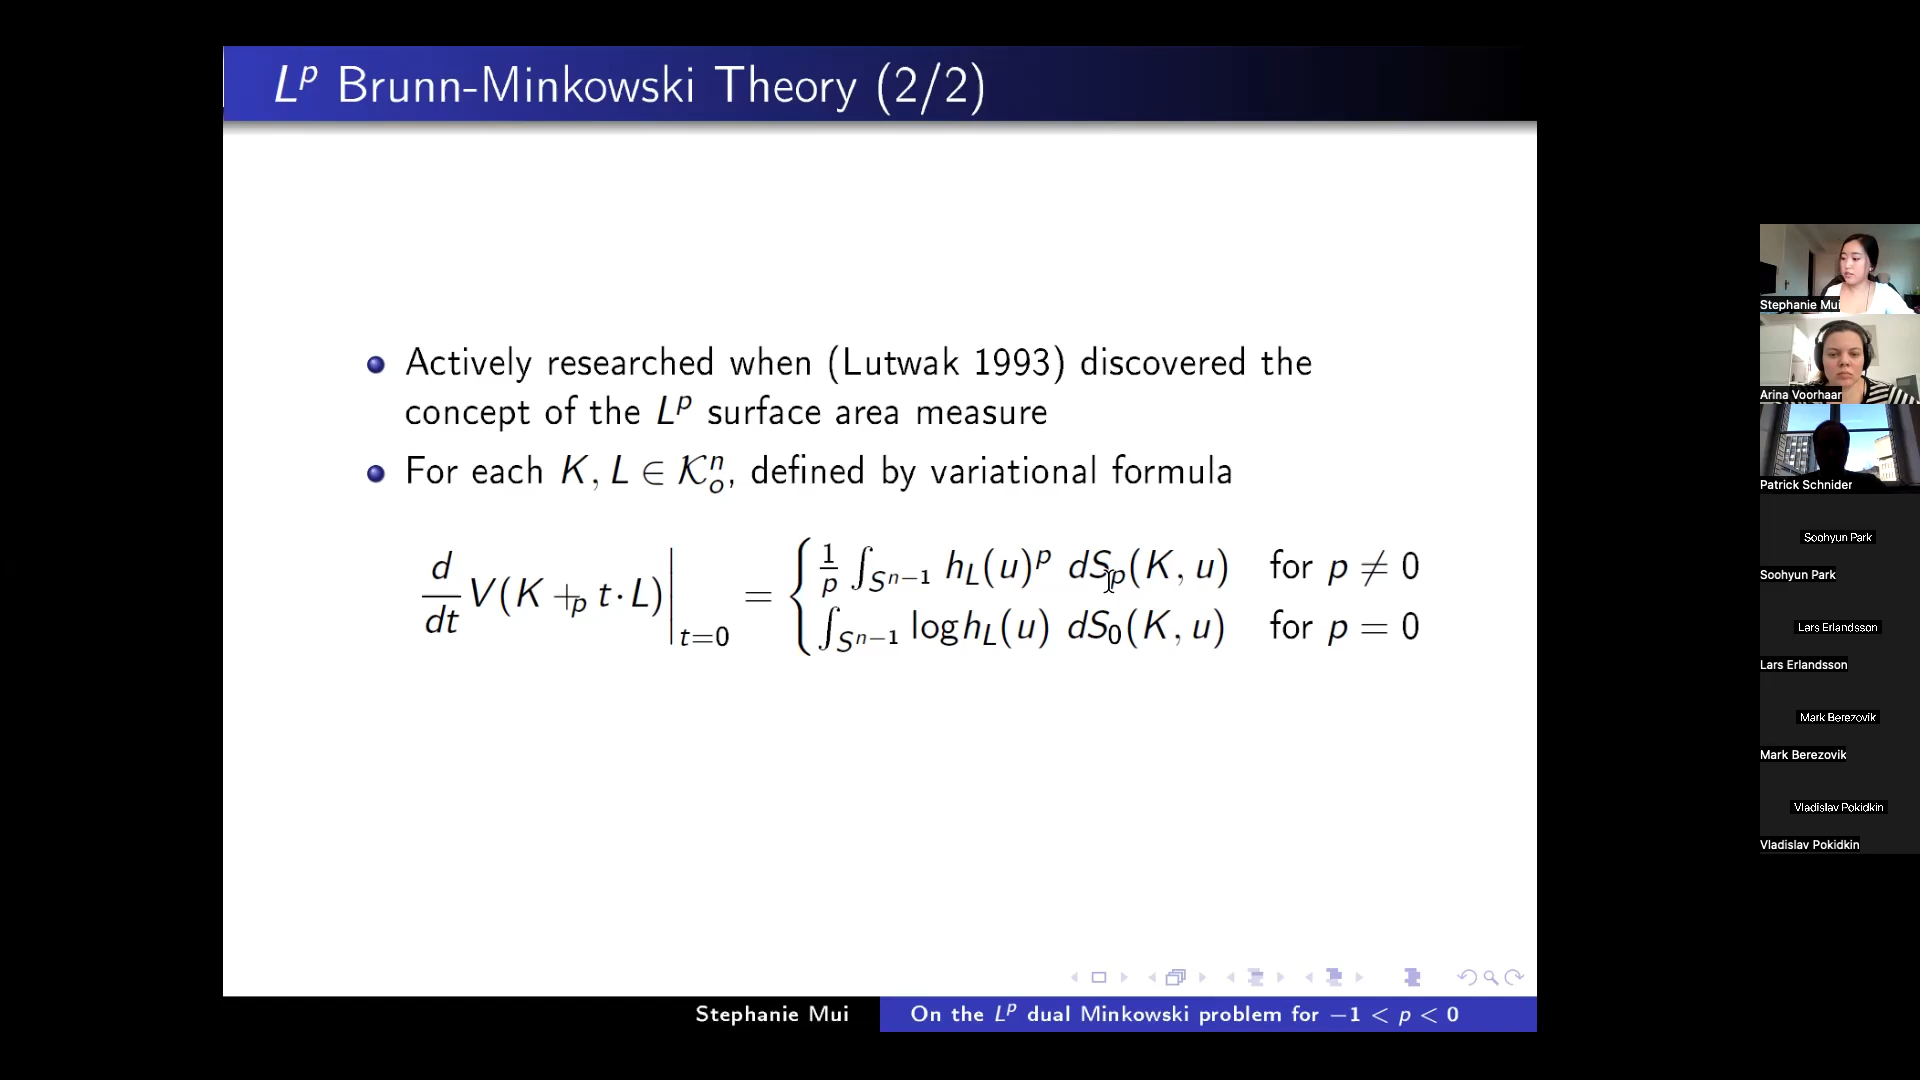 L^p Brunn-Minkowski Theory (2/2)
Actively researched when (Lutwak 1993) discovered the
concept of the L^p surface area measure
For each K, L ∈ 𝒦_o^n, defined by variational formula
d/dt V(K +_p t · L)|_{t=0} = { 1/p ∫_{S^{n−1}} h_L(u)^p dS_p(K, u) for p ≠ 0
∫_{S^{n−1}} log h_L(u) dS_0(K, u) for p = 0
Stephanie Mui
On the L^p dual Minkowski problem for −1 < p < 0
Stephanie Mui
Arina Voorhaar
Patrick Schnider
Soohyun Park
Soohyun Park
Lars Erlandsson
Lars Erlandsson
Mark Berezovik
Mark Berezovik
Vladislav Pokidkin
Vladislav Pokidkin